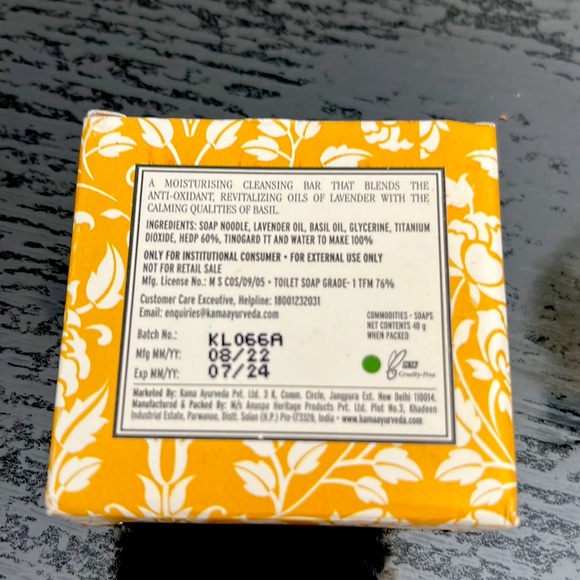 A MOISTURISING CLEANSING BAR THAT BLENDS THE
ANTI-OXIDANT, REVITALIZING OILS OF LAVENDER WITH THE
CALMING QUALITIES OF BASIL.
INGREDIENTS: SOAP NOODLE, LAVENDER OIL, BASIL OIL, GLYCERINE, TITANIUM
DIOXIDE, HEDP 60%, TINOGARD TT AND WATER TO MAKE 100%
ONLY FOR INSTITUTIONAL CONSUMER • FOR EXTERNAL USE ONLY
NOT FOR RETAIL SALE
Mfg. License No.: M S COS/09/05 • TOILET SOAP GRADE- 1 TFM 76%
Customer Care Excecutive, Helpline: 18001232031
Email: enquiries@kamaayurveda.com
COMMODITIES - SOAPS
NET CONTENTS 40 g
WHEN PACKED
Batch No.: KL066A
Mfg MM/YY: 08/22
Exp MM/YY: 07/24
PETA
Cruelty-Free
Marketed By: Kama Ayurveda Pvt. Ltd. 3 K, Comm. Circle, Jangpura Ext. New Delhi 110014.
Manufactured & Packed By: M/s Anuspa Heritage Products Pvt. Ltd. Plot No.3, Khadeen
Industrial Estate, Parwanoo, Distt. Solan (H.P.) Pin-173320, India • www.kamaayurveda.com